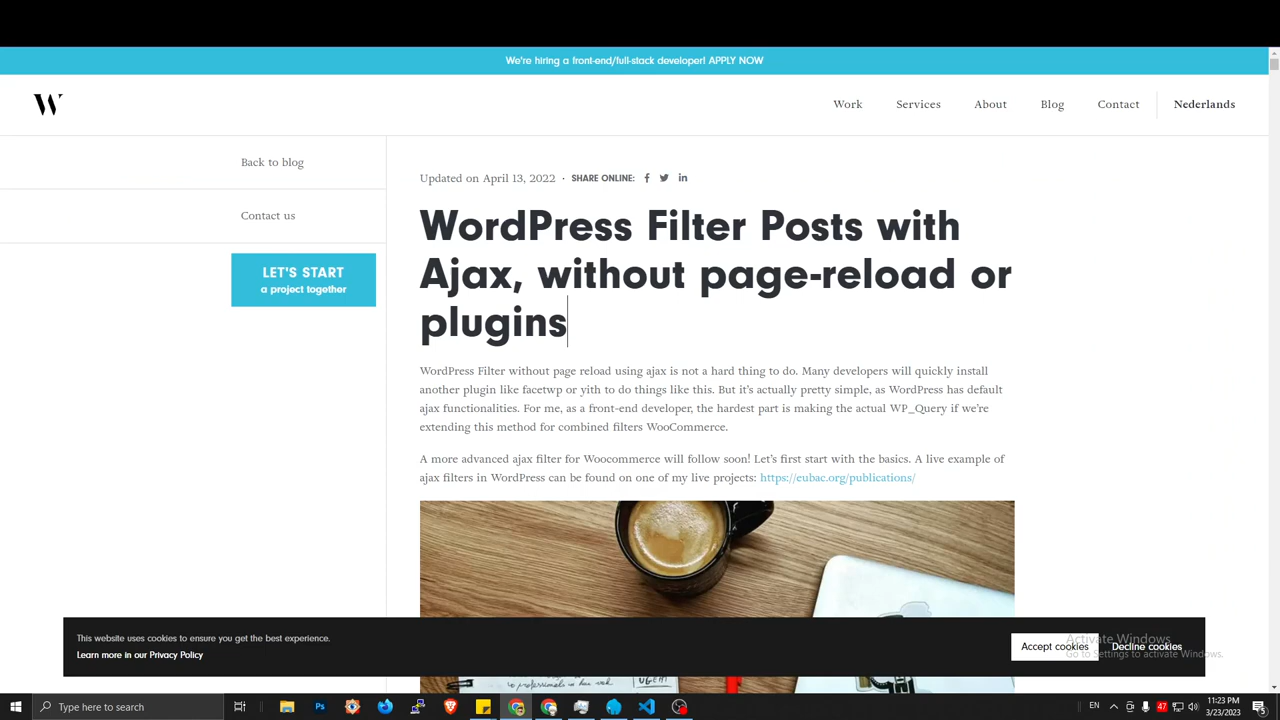 We're hiring a front-end/full-stack developer! APPLY NOW
W
Work Services About Blog Contact Nederlands
Back to blog
Contact us
LET'S START
a project together
Updated on April 13, 2022 · SHARE ONLINE:
WordPress Filter Posts with
Ajax, without page-reload or
plugins
WordPress Filter without page reload using ajax is not a hard thing to do. Many developers will quickly install
another plugin like facetwp or yith to do things like this. But it's actually pretty simple, as WordPress has default
ajax functionalities. For me, as a front-end developer, the hardest part is making the actual WP_Query if we're
extending this method for combined filters WooCommerce.
A more advanced ajax filter for Woocommerce will follow soon! Let's first start with the basics. A live example of
ajax filters in WordPress can be found on one of my live projects: https://eubac.org/publications/
This website uses cookies to ensure you get the best experience.
Learn more in our Privacy Policy
Accept cookies Decline cookies
Activate Windows
Go to Settings to activate Windows.
Type here to search
EN 47 11:23 PM
3/23/2023